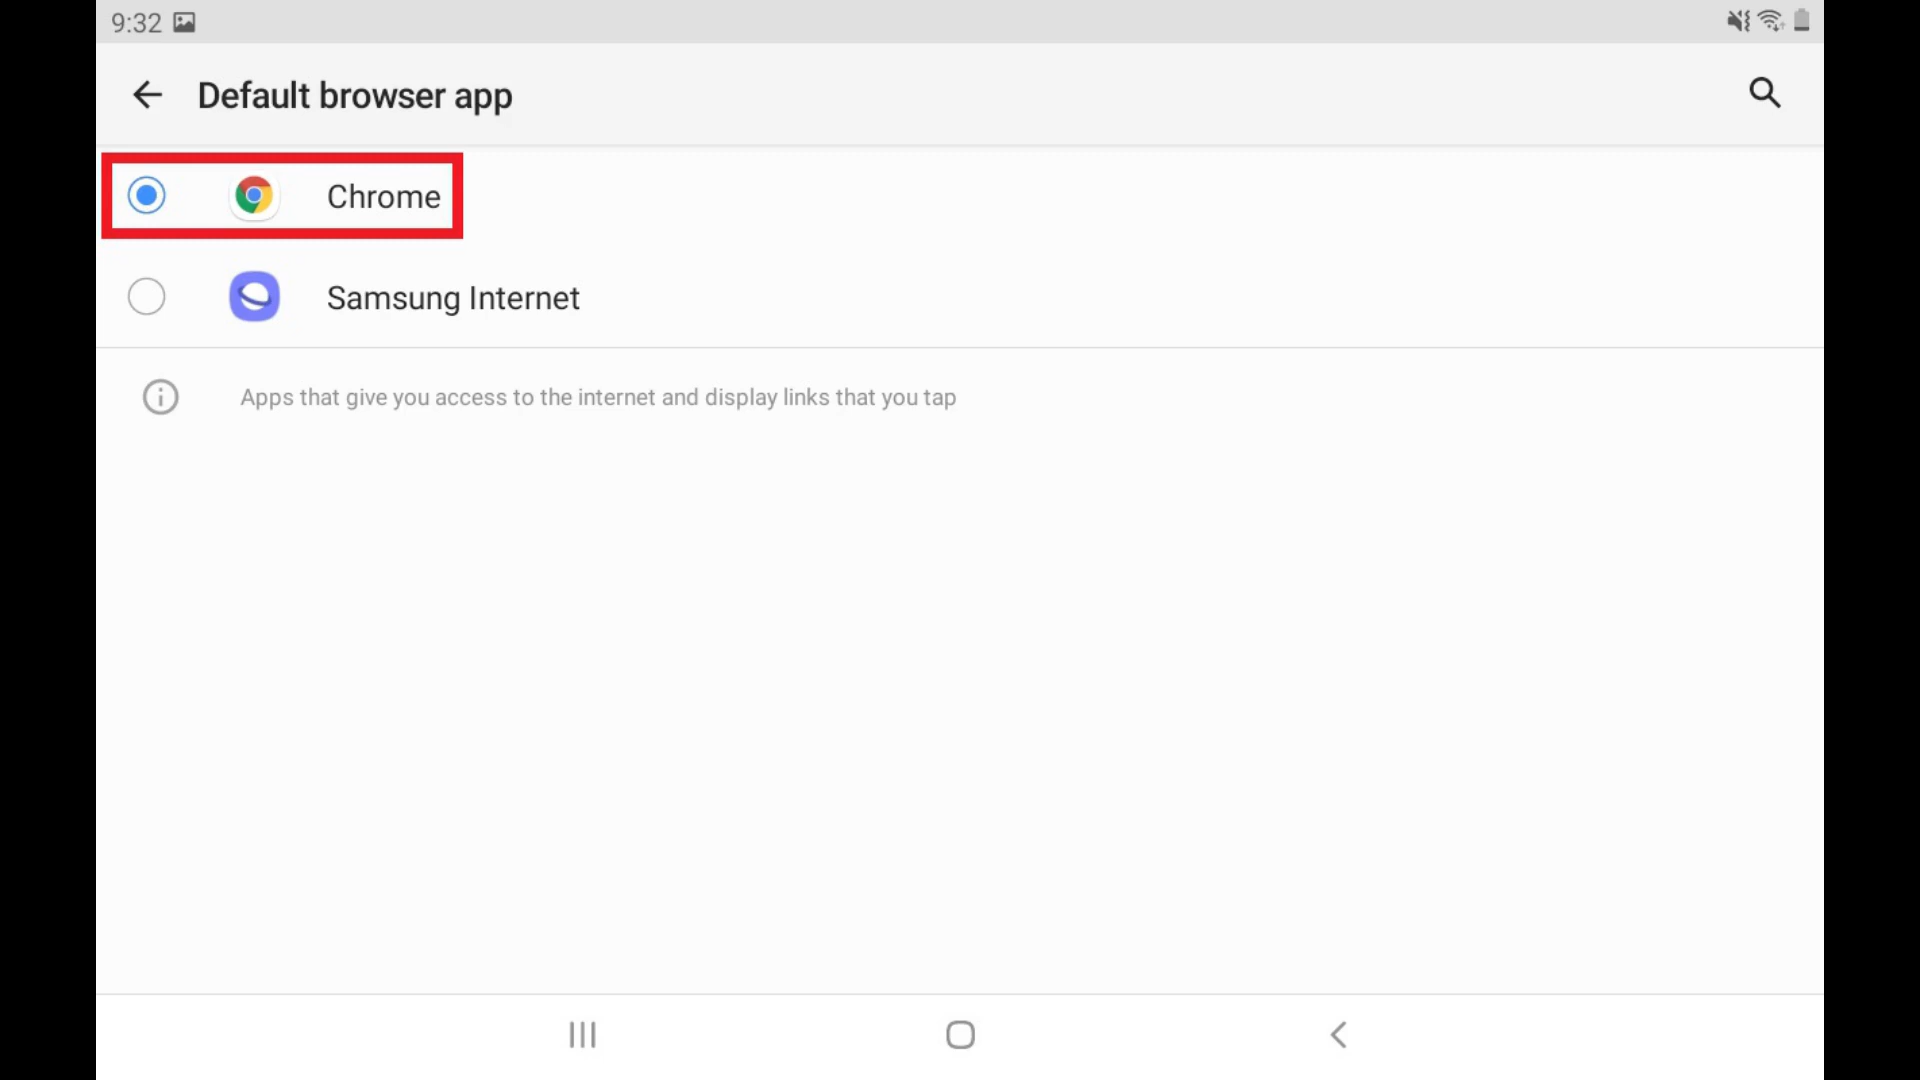 9:32
Default browser app
Chrome
Samsung Internet
Apps that give you access to the internet and display links that you tap